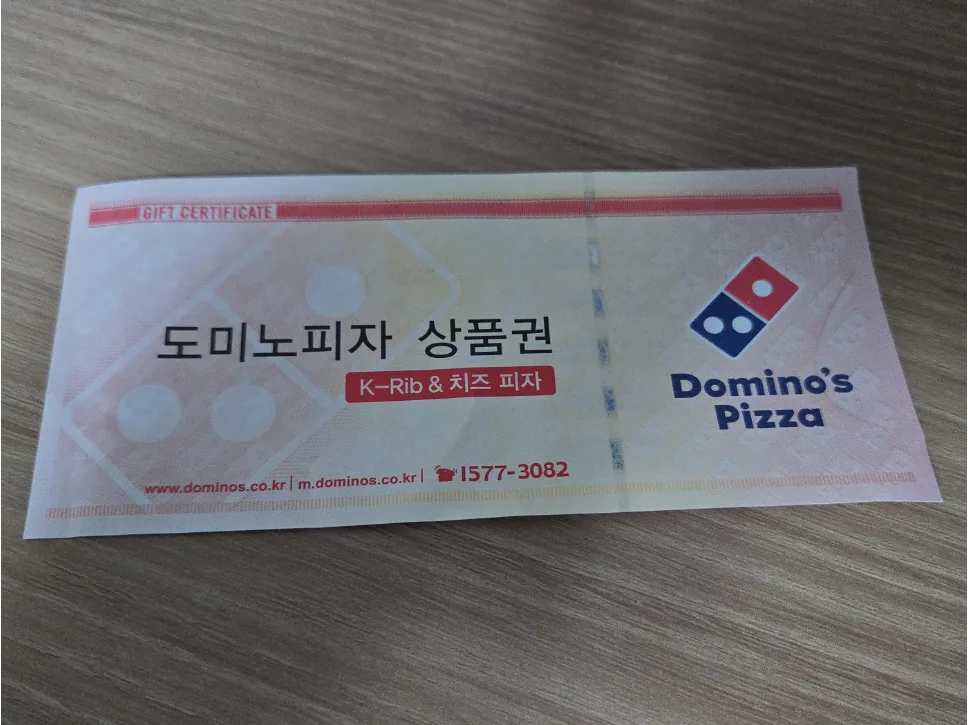 GIFT CERTIFICATE
도미노피자 상품권
K-Rib & 치즈 피자
www.dominos.co.kr | m.dominos.co.kr | ☎1577-3082
Domino's
Pizza